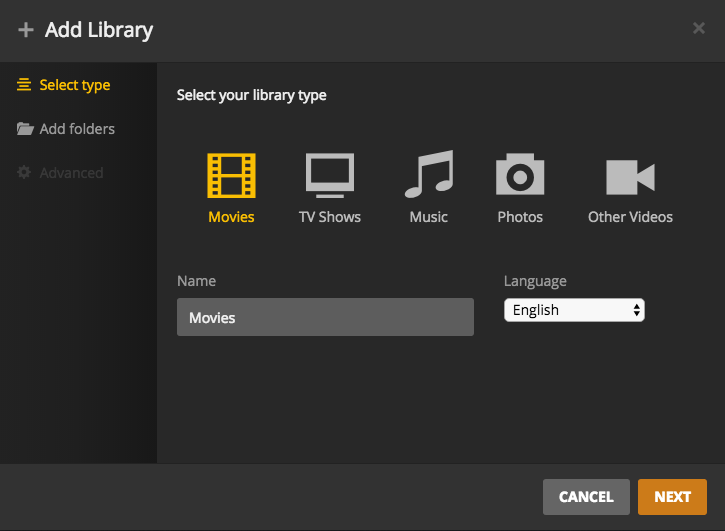 Add Library
Select type
Add folders
Advanced
Select your library type
Movies
TV Shows
Music
Photos
Other Videos
Name
Language
Movies
English
CANCEL
NEXT